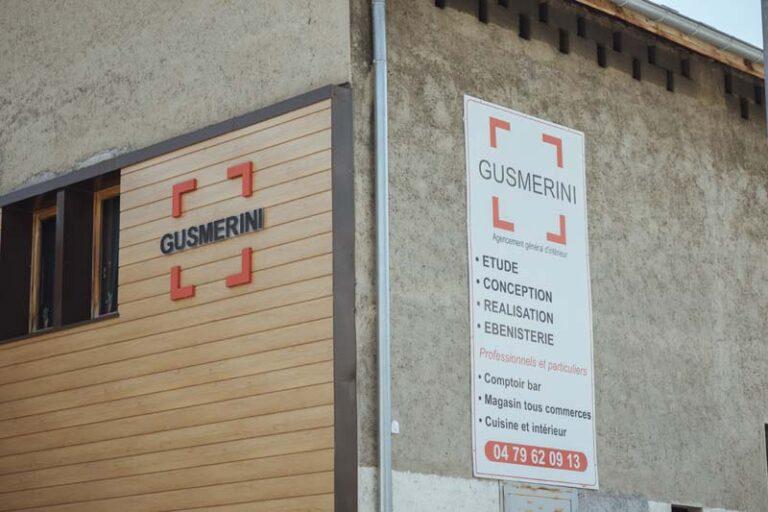 GUSMERINI
GUSMERINI
Agencement général d'intérieur
• ETUDE
• CONCEPTION
• REALISATION
• EBENISTERIE
Professionnels et particuliers
• Comptoir bar
• Magasin tous commerces
• Cuisine et intérieur
04 79 62 09 13